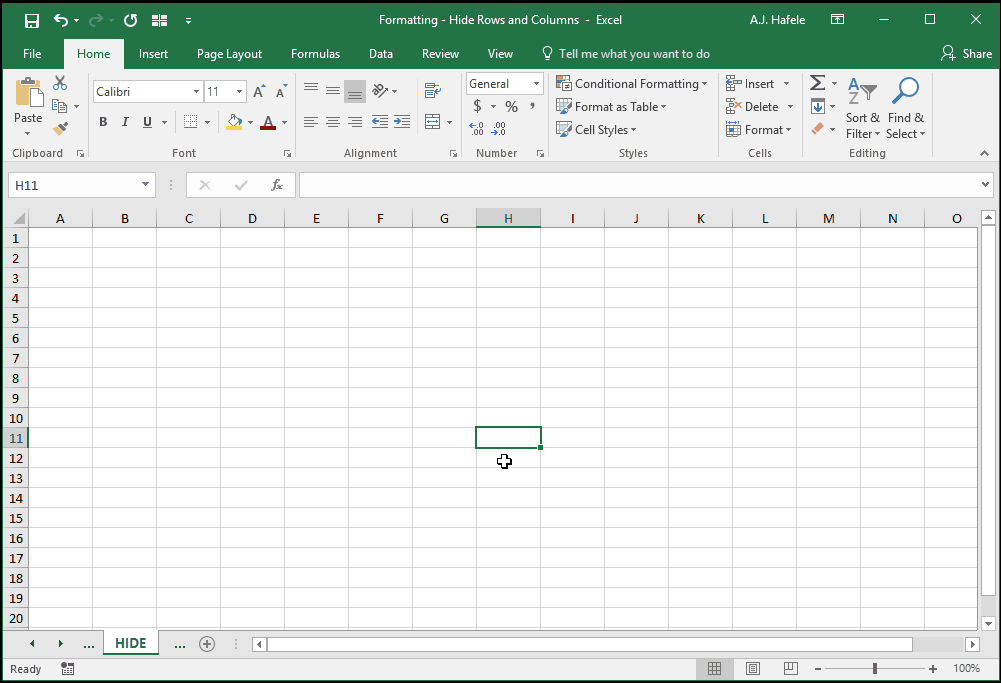 Formatting - Hide Rows and Columns - Excel
A.J. Hafele
File Home Insert Page Layout Formulas Data Review View Tell me what you want to do Share
Paste
Calibri 11
General
B I U
$ % ,
Conditional Formatting
Format as Table
Cell Styles
Insert
Delete
Format
Sort & Filter
Find & Select
Clipboard Font Alignment Number Styles Cells Editing
H11
fx
A B C D E F G H I J K L M N O
1
2
3
4
5
6
7
8
9
10
11
12
13
14
15
16
17
18
19
20
... HIDE ...
Ready
100%